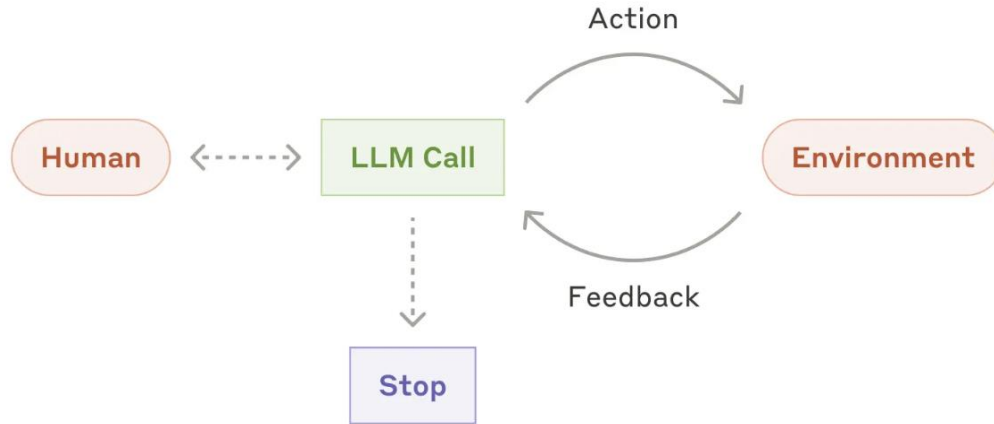 Action
Human
LLM Call
Environment
Feedback
Stop